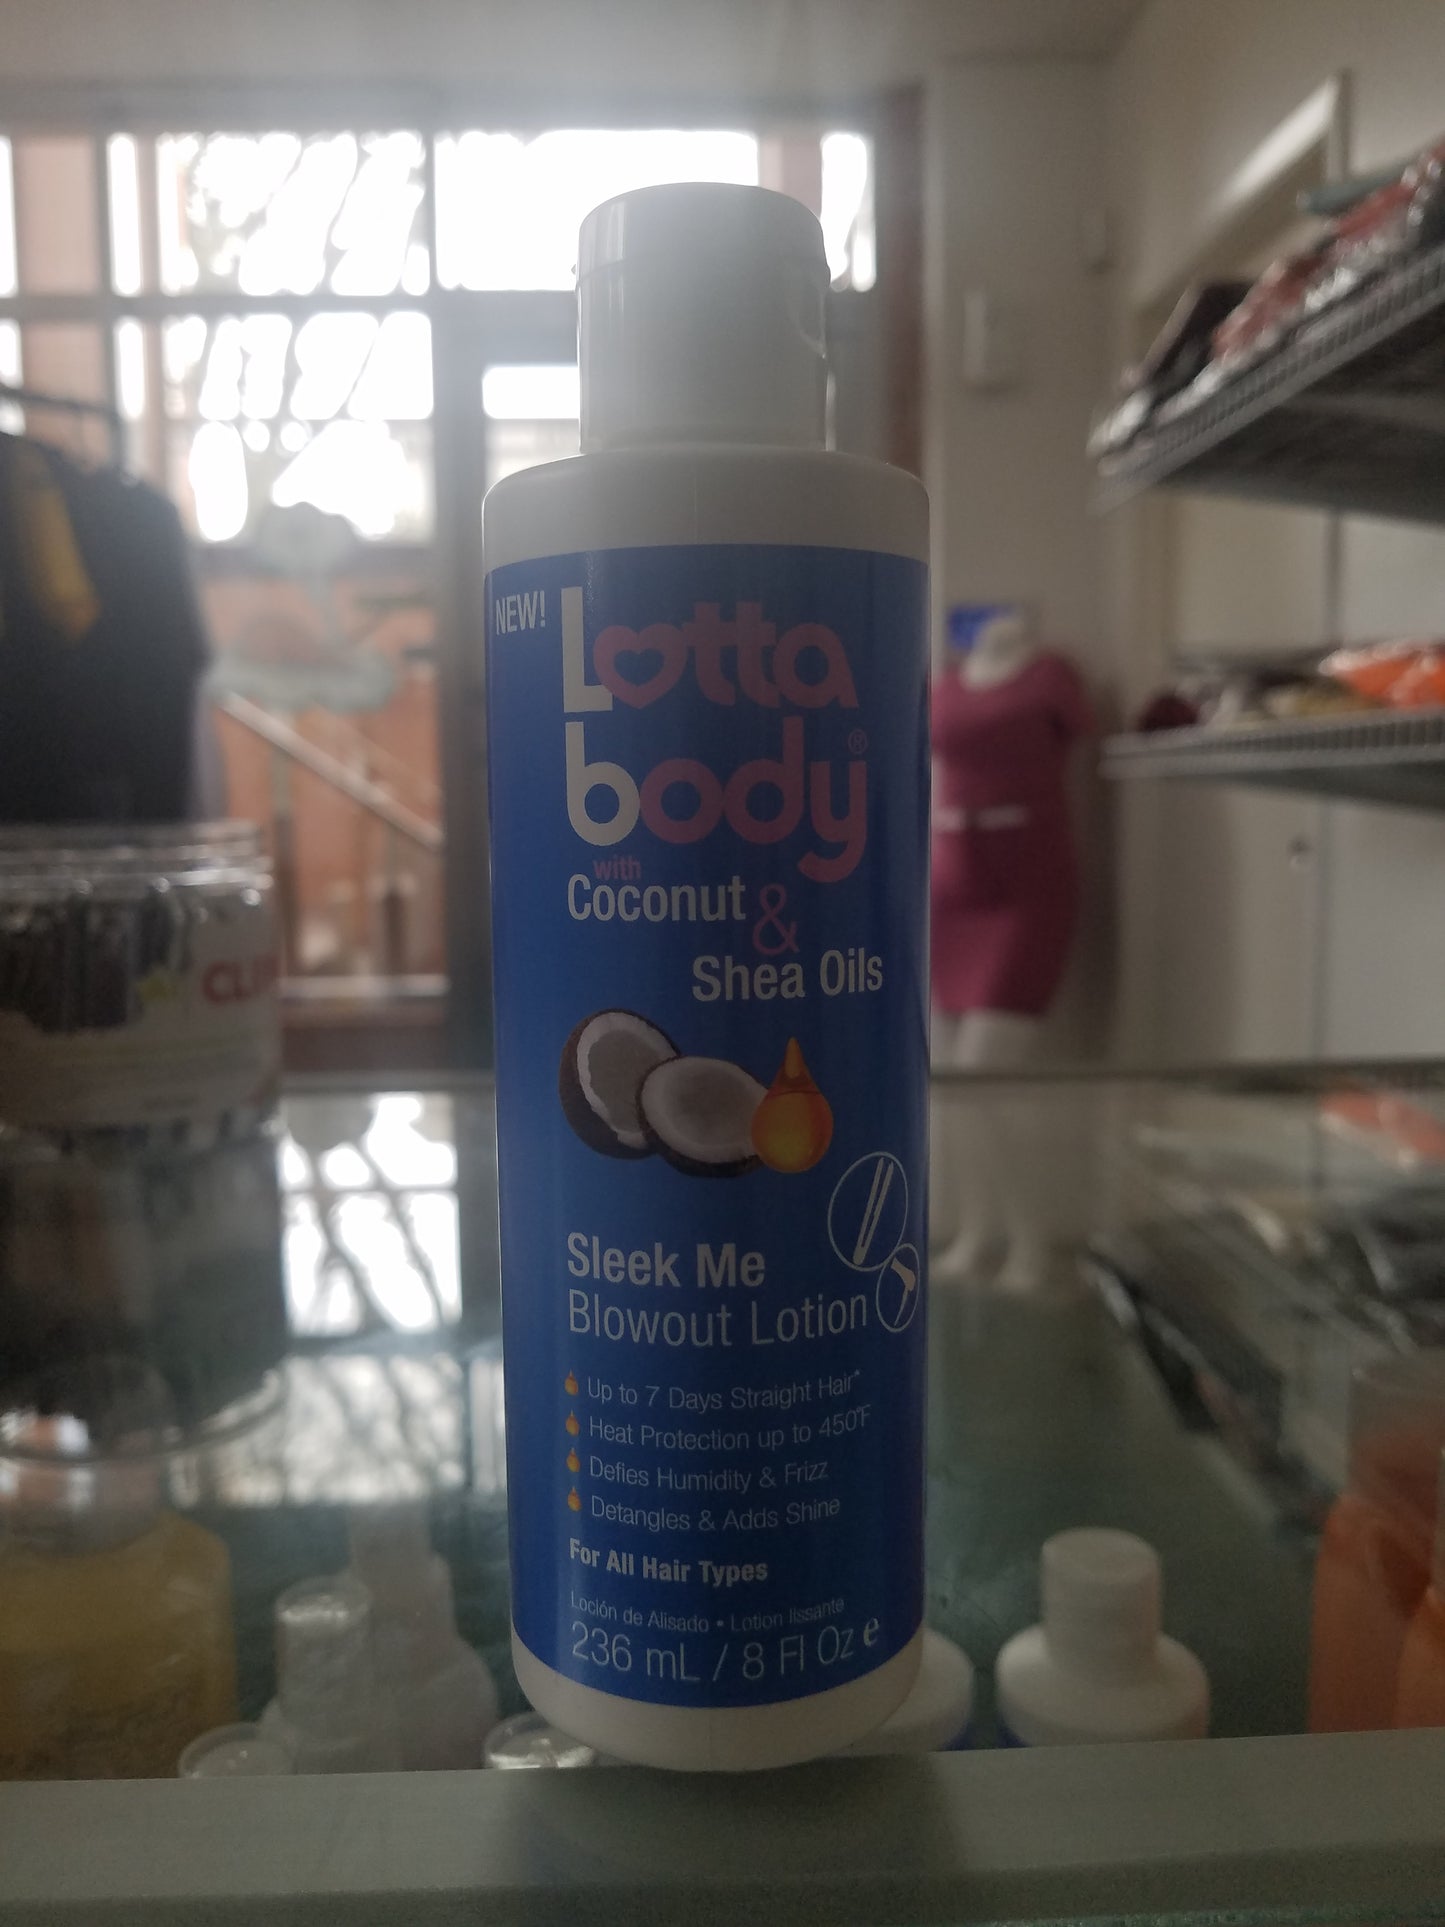 NEW!
Lotta
body®
with
Coconut &
Shea Oils
Sleek Me
Blowout Lotion
Up to 7 Days Straight Hair*
Heat Protection up to 450°F
Defies Humidity & Frizz
Detangles & Adds Shine
For All Hair Types
Loción de Alisado • Lotion lissante
236 mL / 8 Fl Oz e